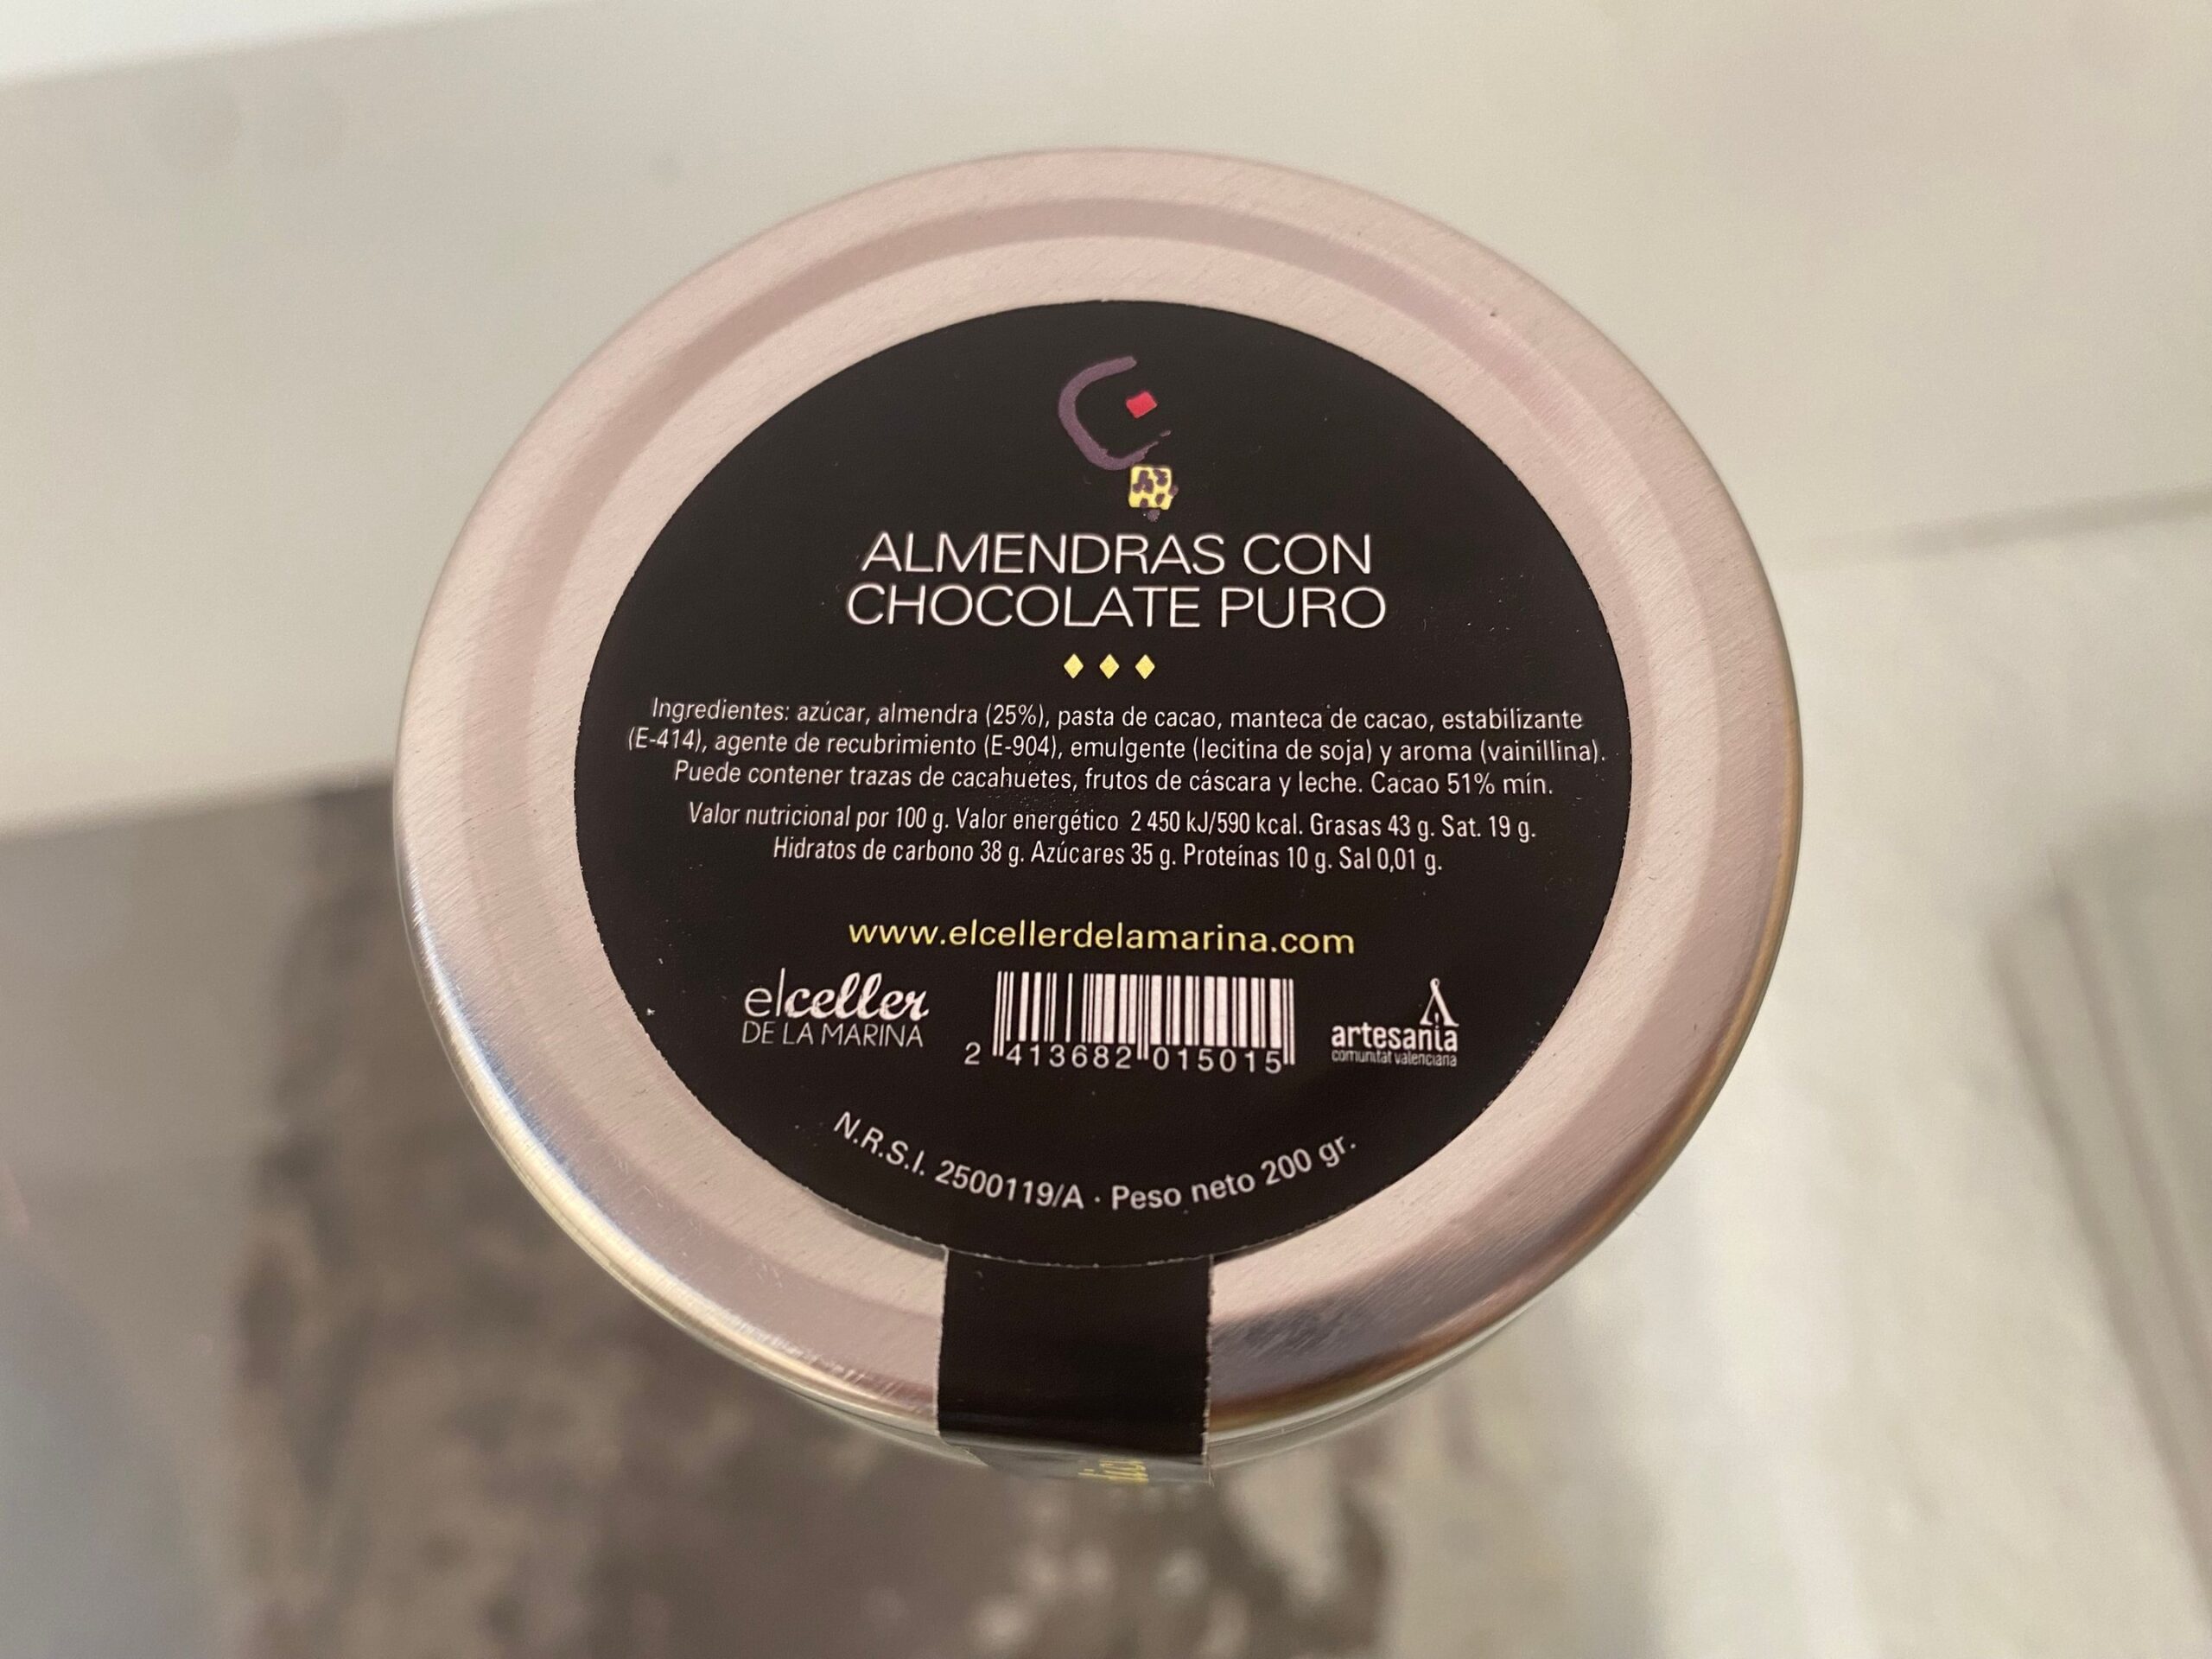 ALMENDRAS CON
CHOCOLATE PURO
Ingredientes: azúcar, almendra (25%), pasta de cacao, manteca de cacao, estabilizante
(E-414), agente de recubrimiento (E-904), emulgente (lecitina de soja) y aroma (vainillina).
Puede contener trazas de cacahuetes, frutos de cáscara y leche. Cacao 51% mín.
Valor nutricional por 100 g. Valor energético 2 450 kJ/590 kcal. Grasas 43 g. Sat. 19 g.
Hidratos de carbono 38 g. Azúcares 35 g. Proteínas 10 g. Sal 0,01 g.
www.elcellerdelamarina.com
elceller
DE LA MARINA
2 413682 015015
artesanía
comunitat valenciana
N.R.S.I. 2500119/A · Peso neto 200 gr.